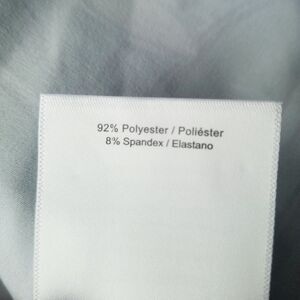 92% Polyester / Poliéster
8% Spandex / Elastano